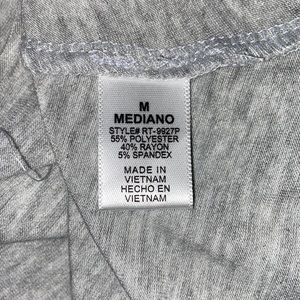 M
MEDIANO
STYLE# RT-9927P
55% POLYESTER
40% RAYON
5% SPANDEX
MADE IN
VIETNAM
HECHO EN
VIETNAM